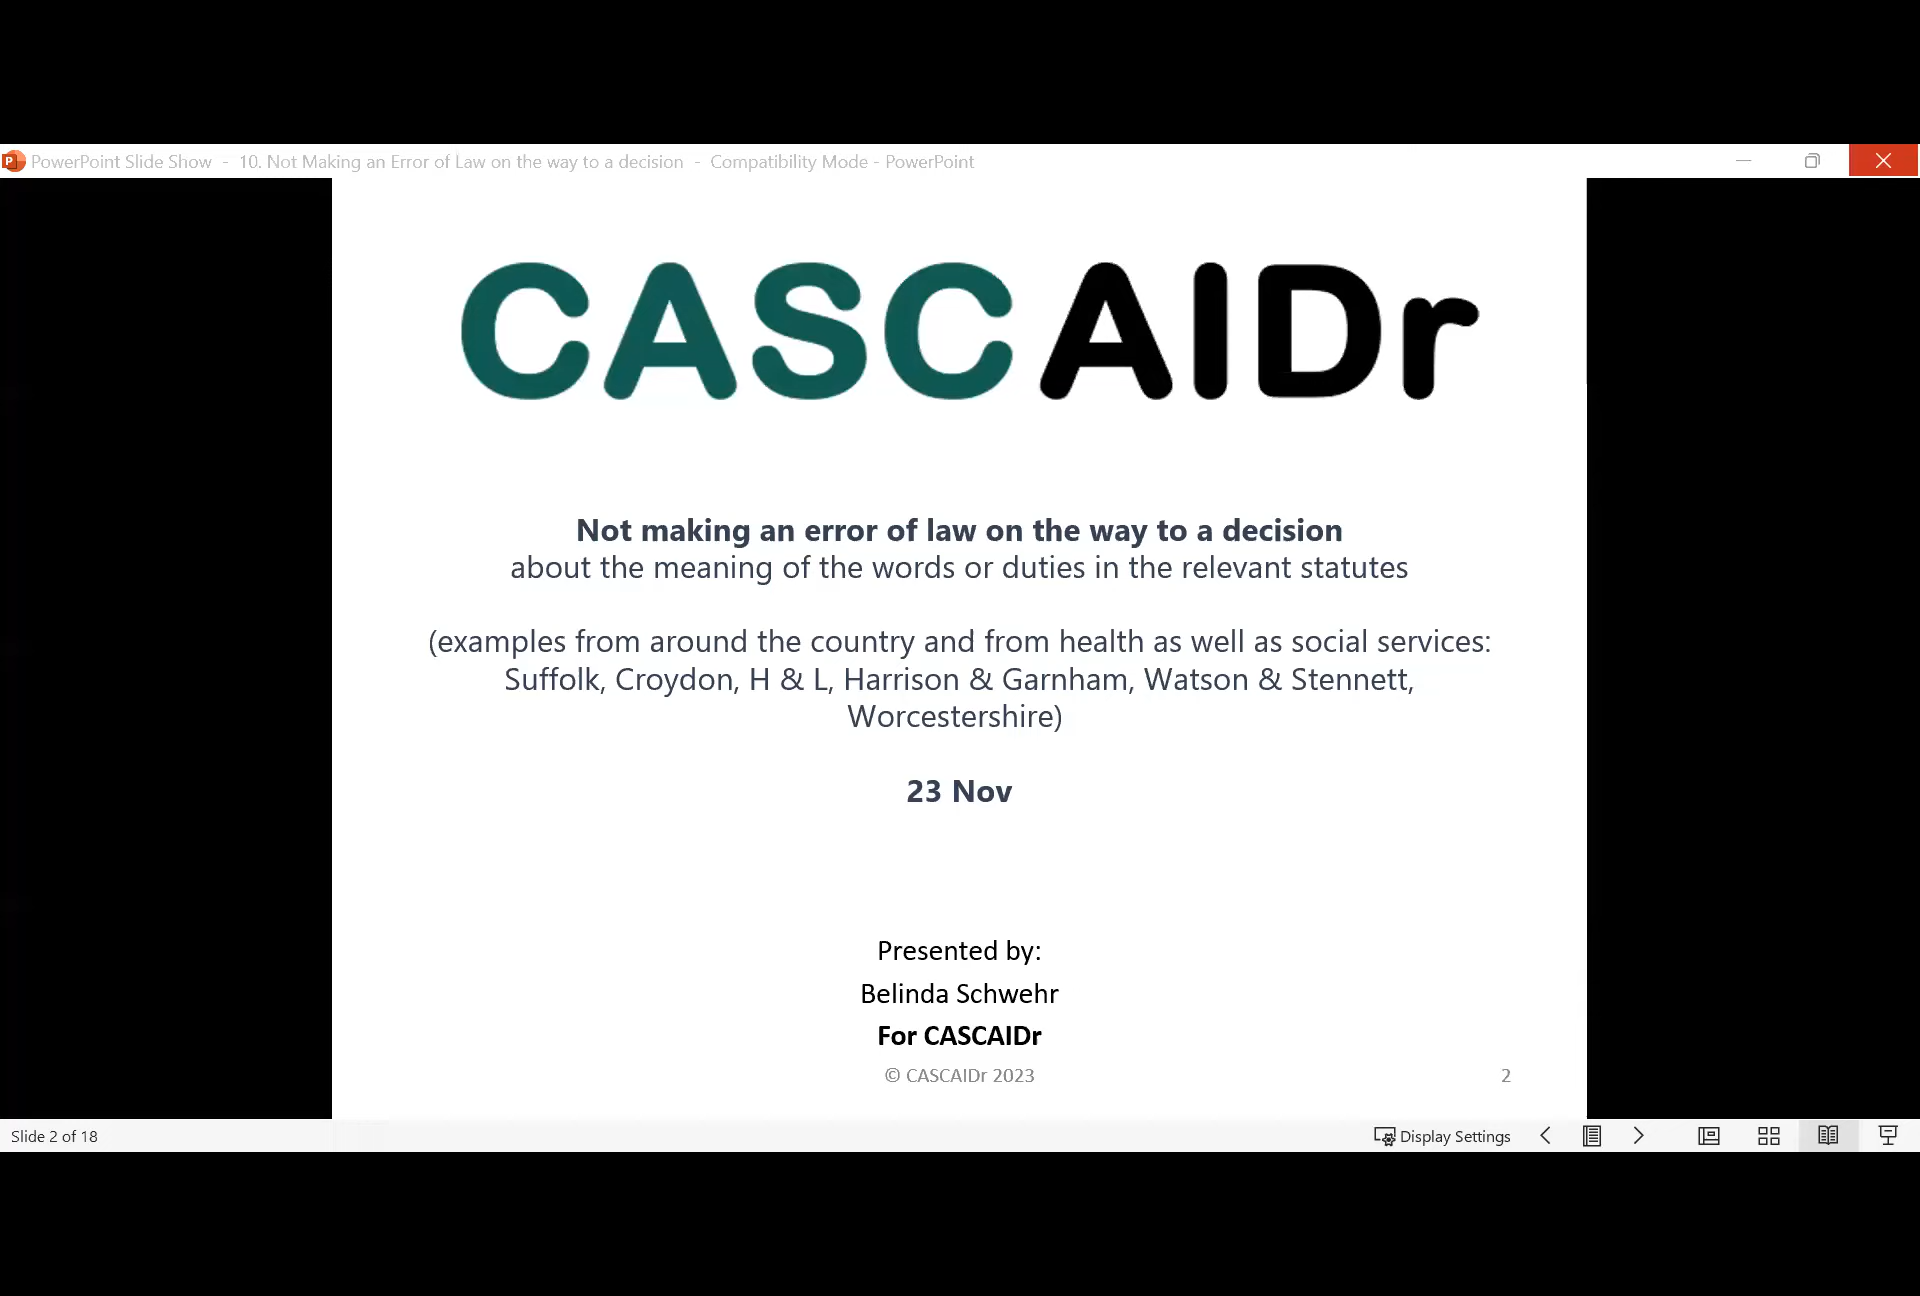 PowerPoint Slide Show - 10. Not Making an Error of Law on the way to a decision - Compatibility Mode - PowerPoint
CASCAIDr
Not making an error of law on the way to a decision
about the meaning of the words or duties in the relevant statutes
(examples from around the country and from health as well as social services:
Suffolk, Croydon, H & L, Harrison & Garnham, Watson & Stennett,
Worcestershire)
23 Nov
Presented by:
Belinda Schwehr
For CASCAIDr
© CASCAIDr 2023
2
Slide 2 of 18
Display Settings